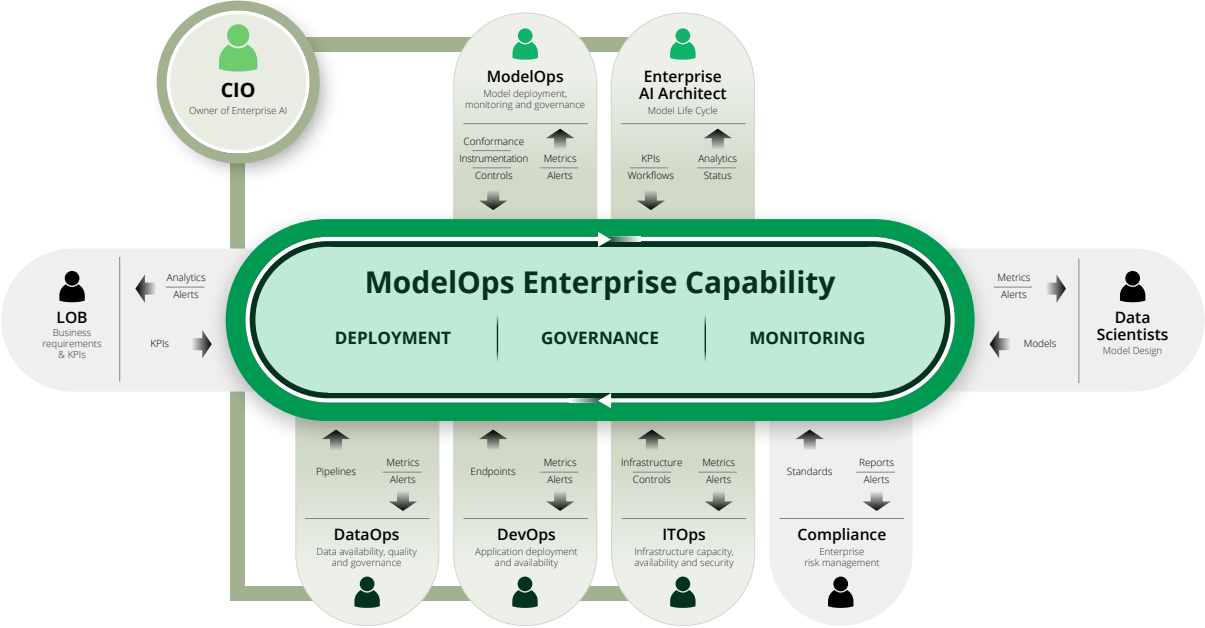 CIO
Owner of Enterprise AI
ModelOps
Model deployment,
monitoring and governance
Conformance
Instrumentation
Controls
Metrics
Alerts
Enterprise
AI Architect
Model Life Cycle
KPIs
Workflows
Analytics
Status
LOB
Business
requirements
& KPIs
Analytics
Alerts
KPIs
ModelOps Enterprise Capability
DEPLOYMENT
GOVERNANCE
MONITORING
Metrics
Alerts
Models
Data
Scientists
Model Design
Pipelines
Metrics
Alerts
DataOps
Data availability, quality
and governance
Endpoints
Metrics
Alerts
DevOps
Application deployment
and availability
Infrastructure
Controls
Metrics
Alerts
ITOps
Infrastructure capacity,
availability and security
Standards
Reports
Alerts
Compliance
Enterprise
risk management